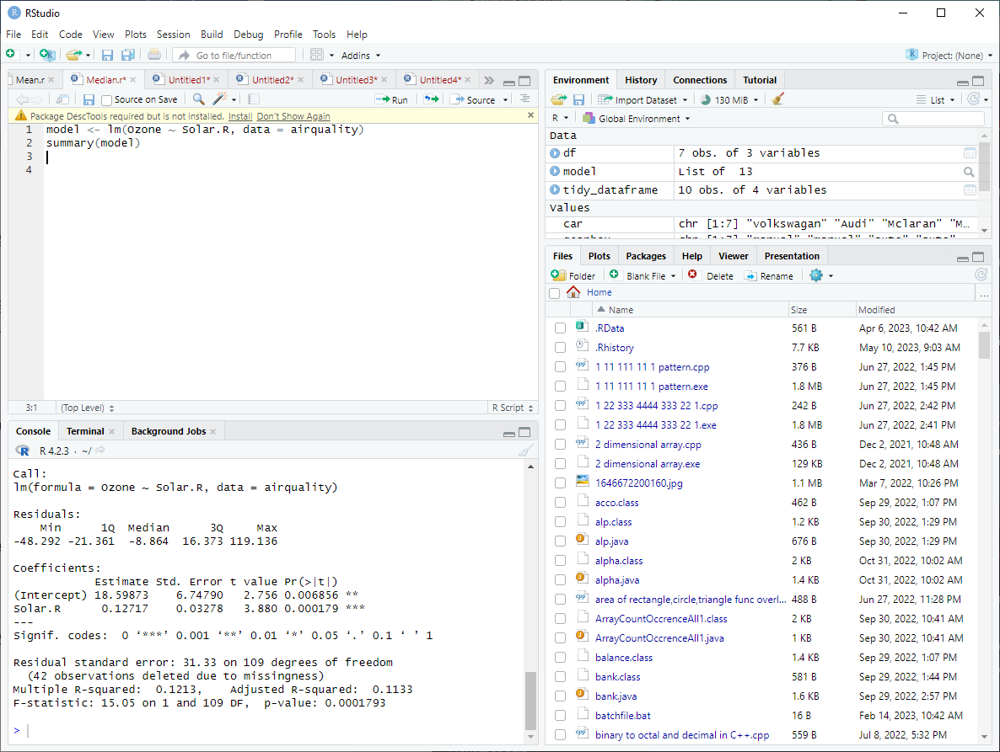 RStudio
File Edit Code View Plots Session Build Debug Profile Tools Help
Go to file/function Addins Project: (None)
Mean.r Median.r* Untitled1* Untitled2* Untitled3* Untitled4*
Source on Save Run Source
Package DescTools required but is not installed. Install Don't Show Again
1 model <- lm(Ozone ~ Solar.R, data = airquality)
2 summary(model)
3
4
3:1 (Top Level) R Script
Console Terminal Background Jobs
R 4.2.3 · ~/
Call:
lm(formula = Ozone ~ Solar.R, data = airquality)
Residuals:
Min 1Q Median 3Q Max
-48.292 -21.361 -8.864 16.373 119.136
Coefficients:
Estimate Std. Error t value Pr(>|t|)
(Intercept) 18.59873 6.74790 2.756 0.006856 **
Solar.R 0.12717 0.03278 3.880 0.000179 ***
---
Signif. codes: 0 ‘***’ 0.001 ‘**’ 0.01 ‘*’ 0.05 ‘.’ 0.1 ‘ ’ 1
Residual standard error: 31.33 on 109 degrees of freedom
(42 observations deleted due to missingness)
Multiple R-squared: 0.1213, Adjusted R-squared: 0.1133
F-statistic: 15.05 on 1 and 109 DF, p-value: 0.0001793
>
Environment History Connections Tutorial
Import Dataset 130 MiB List
R Global Environment
Data
df 7 obs. of 3 variables
model List of 13
tidy_dataframe 10 obs. of 4 variables
Values
car chr [1:7] "volkswagan" "Audi" "Mclaran" "M…
Files Plots Packages Help Viewer Presentation
Folder Blank File Delete Rename
Home ...
Name Size Modified
.RData 561 B Apr 6, 2023, 10:42 AM
.Rhistory 7.7 KB May 10, 2023, 9:03 AM
1 11 111 11 1 pattern.cpp 376 B Jun 27, 2022, 1:45 PM
1 11 111 11 1 pattern.exe 1.8 MB Jun 27, 2022, 1:45 PM
1 22 333 4444 333 22 1.cpp 242 B Jun 27, 2022, 2:42 PM
1 22 333 4444 333 22 1.exe 1.8 MB Jun 27, 2022, 2:41 PM
2 dimensional array.cpp 436 B Dec 2, 2021, 10:48 AM
2 dimensional array.exe 129 KB Dec 2, 2021, 10:48 AM
1646672200160.jpg 1.1 MB Mar 7, 2022, 10:26 PM
acco.class 462 B Sep 29, 2022, 1:07 PM
alp.class 1.2 KB Sep 30, 2022, 1:29 PM
alp.java 676 B Sep 30, 2022, 1:29 PM
alpha.class 2 KB Oct 31, 2022, 10:02 AM
alpha.java 1.4 KB Oct 31, 2022, 10:02 AM
area of rectangle,circle,triangle func overl... 488 B Jun 27, 2022, 11:28 PM
ArrayCountOccrenceAll1.class 2 KB Sep 30, 2022, 10:41 AM
ArrayCountOccrenceAll1.java 1 KB Sep 30, 2022, 10:41 AM
balance.class 1.4 KB Sep 29, 2022, 1:07 PM
bank.class 581 B Sep 29, 2022, 1:44 PM
bank.java 1.6 KB Sep 29, 2022, 2:57 PM
batchfile.bat 16 B Feb 14, 2023, 10:42 AM
binary to octal and decimal in C++.cpp 559 B Jul 8, 2022, 5:32 PM